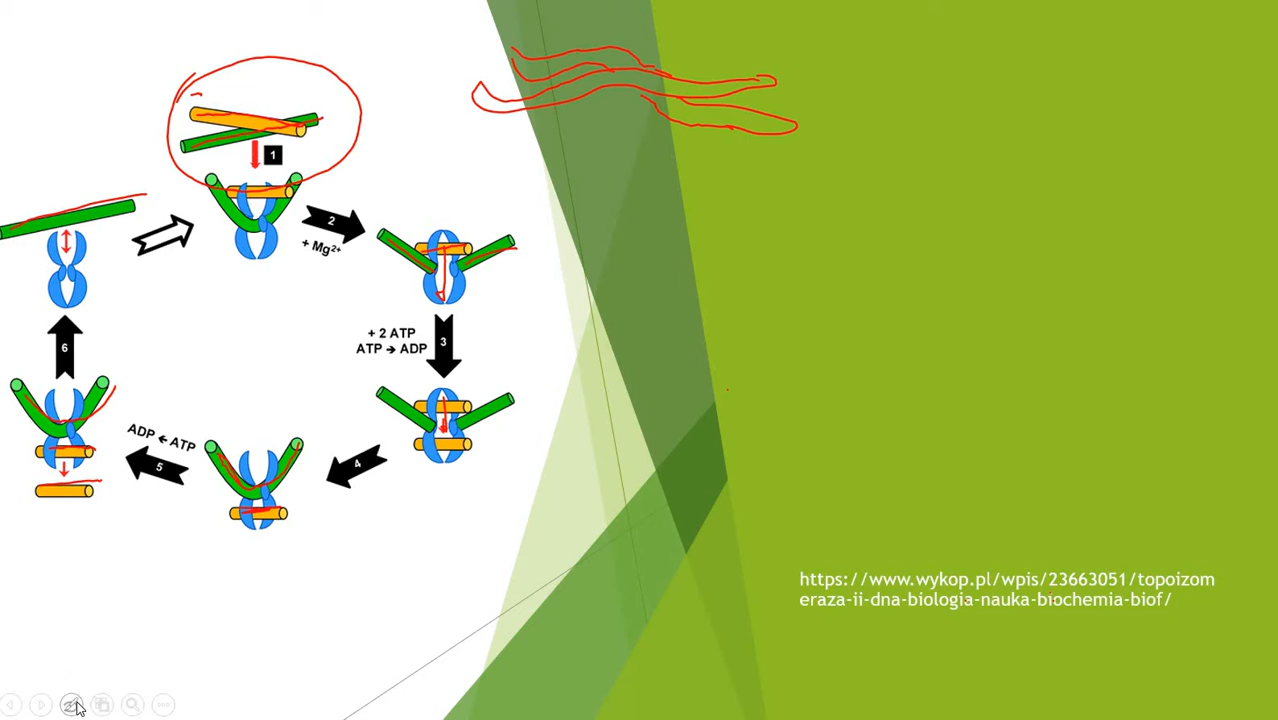 1
2
+ Mg²⁺
+ 2 ATP
ATP → ADP
3
4
ADP ← ATP
5
6
https://www.wykop.pl/wpis/23663051/topoizom
eraza-ii-dna-biologia-nauka-biochemia-biof/